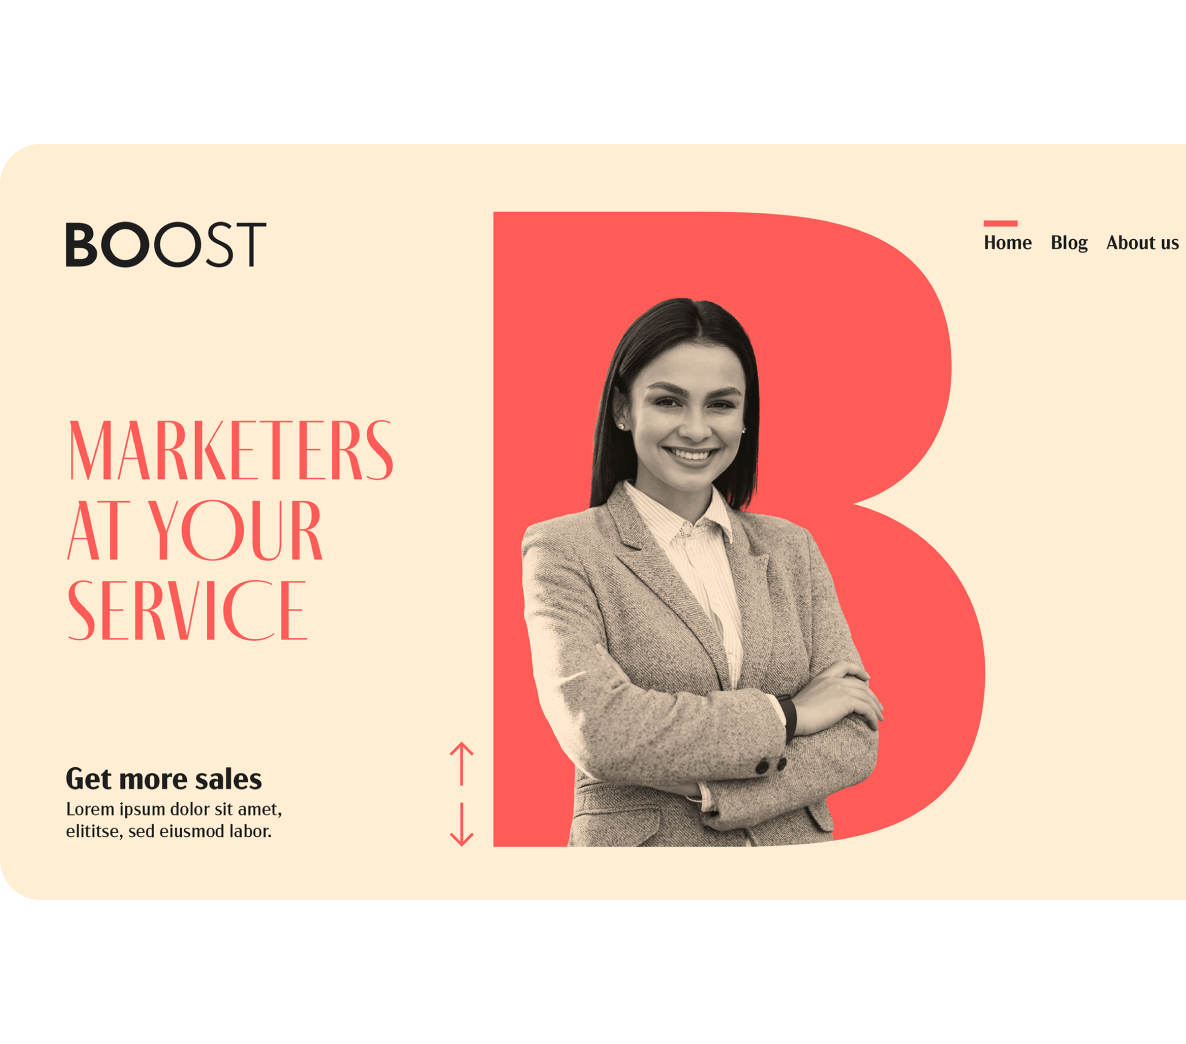 BOOST
Home Blog About us
MARKETERS
AT YOUR
SERVICE
Get more sales
Lorem ipsum dolor sit amet,
elititse, sed eiusmod labor.
B